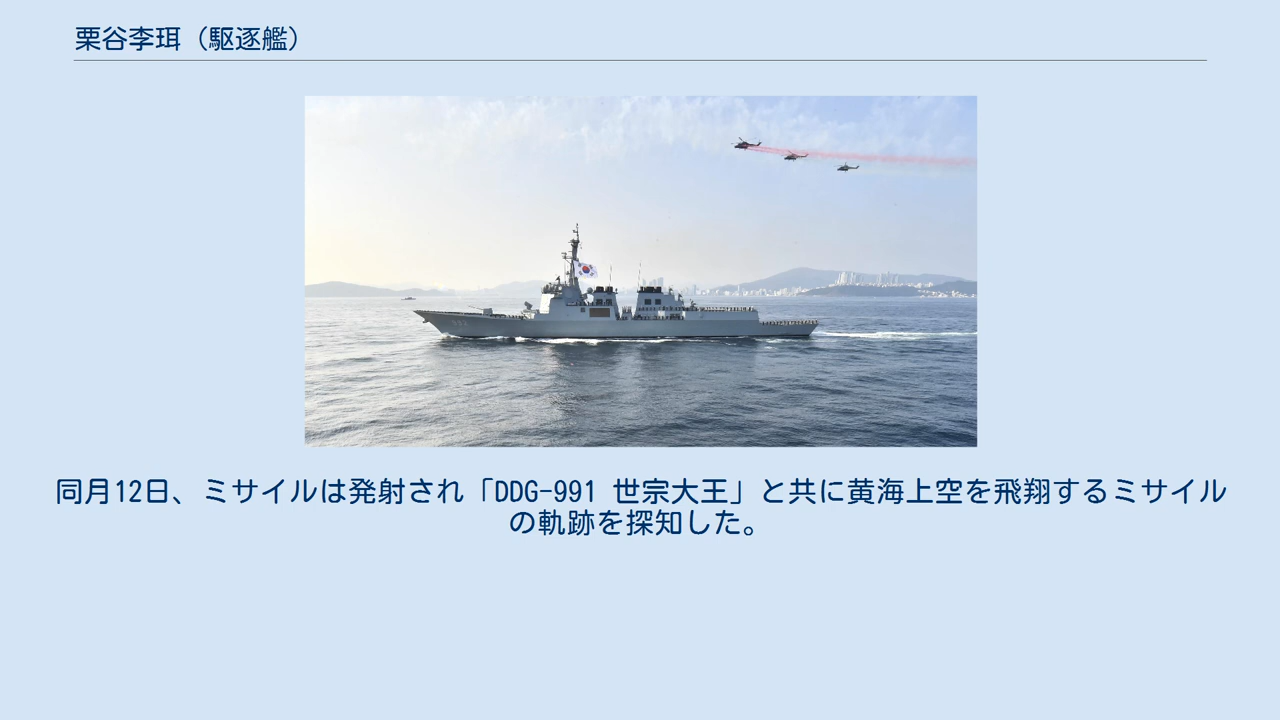 栗谷李珥（駆逐艦）
同月12日、ミサイルは発射され「DDG-991 世宗大王」と共に黄海上空を飛翔するミサイル
の軌跡を探知した。